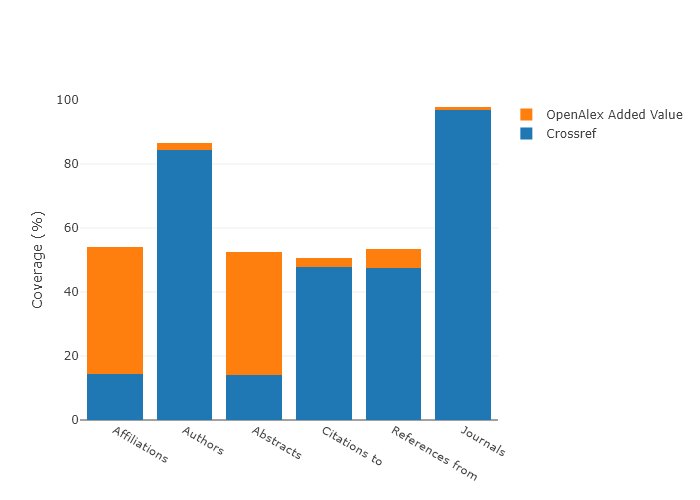 100
80
60
40
20
0
Coverage (%)
Affiliations
Authors
Abstracts
Citations to
References from
Journals
OpenAlex Added Value
Crossref